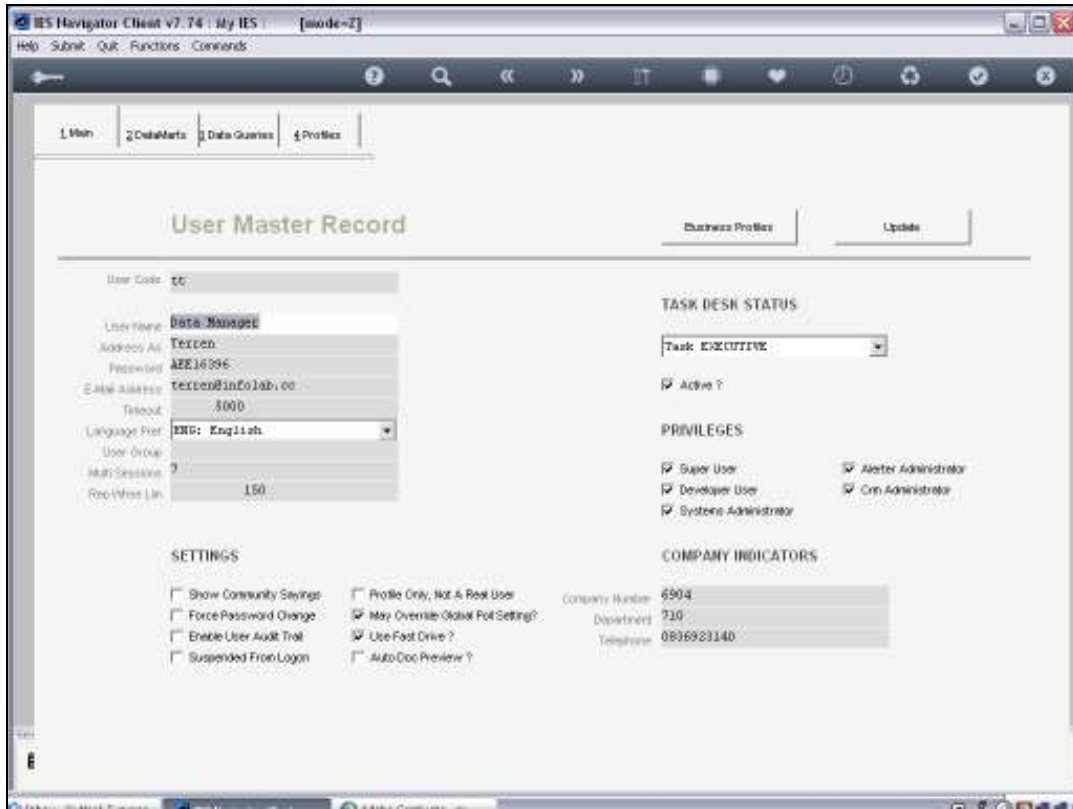 IES Navigator Client v7.74 : My IES : [mode=Z]
Help Submit Quit Functions Commands
1 Main 2 DataMarts 3 Data Queries 4 Profiles
User Master Record
Business Profiles Update
User Code tt
User Name Data Manager
Address As Terren
Password AEE16396
E-Mail Address terren@infolab.cc
Timeout 5000
Language Pref ENG: English
User Group
Multi Sessions 7
Rep Whse Lim 150
TASK DESK STATUS
Task EXECUTIVE
Active ?
PRIVILEGES
Super User Alerter Administrator
Developer User Crm Administrator
Systems Administrator
SETTINGS
Show Community Sayings Profile Only, Not A Real User
Force Password Change May Override Global Poll Setting?
Enable User Audit Trail Use Fast Drive ?
Suspended From Logon Auto Doc Preview ?
COMPANY INDICATORS
Company Number 6904
Department 710
Telephone 0836923140